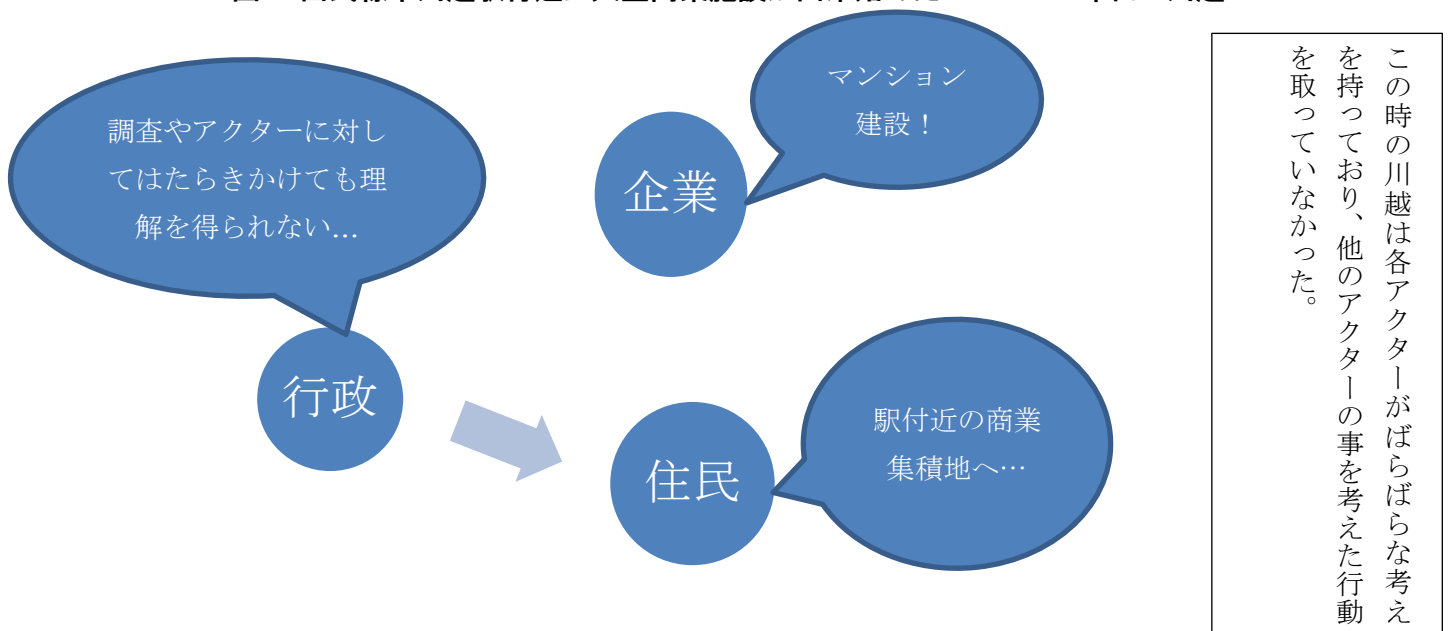 調査やアクターに対し
てはたらきかけても理
解を得られない...
行政
マンション
建設！
企業
駅付近の商業
集積地へ…
住民
この時の川越は各アクターがばらばらな考え
を持っており、他のアクターの事を考えた行動
を取っていなかった。